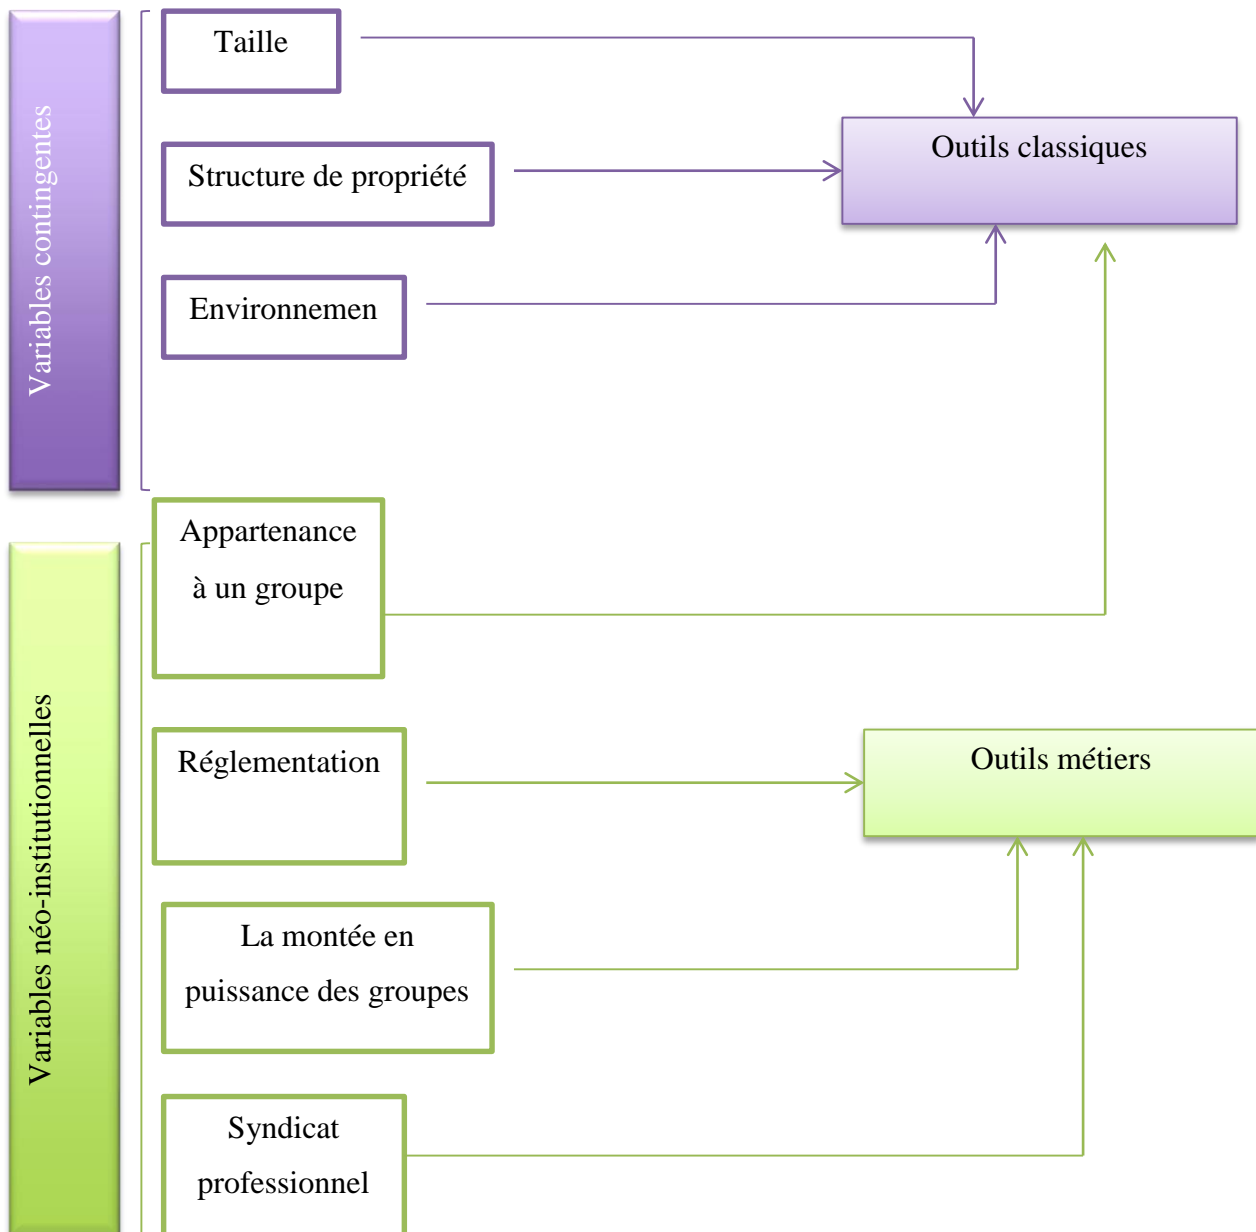 Variables contingentes
Taille
Structure de propriété
Environnemen
Outils classiques
Variables néo-institutionnelles
Appartenance
à un groupe
Réglementation
La montée en
puissance des groupes
Syndicat
professionnel
Outils métiers